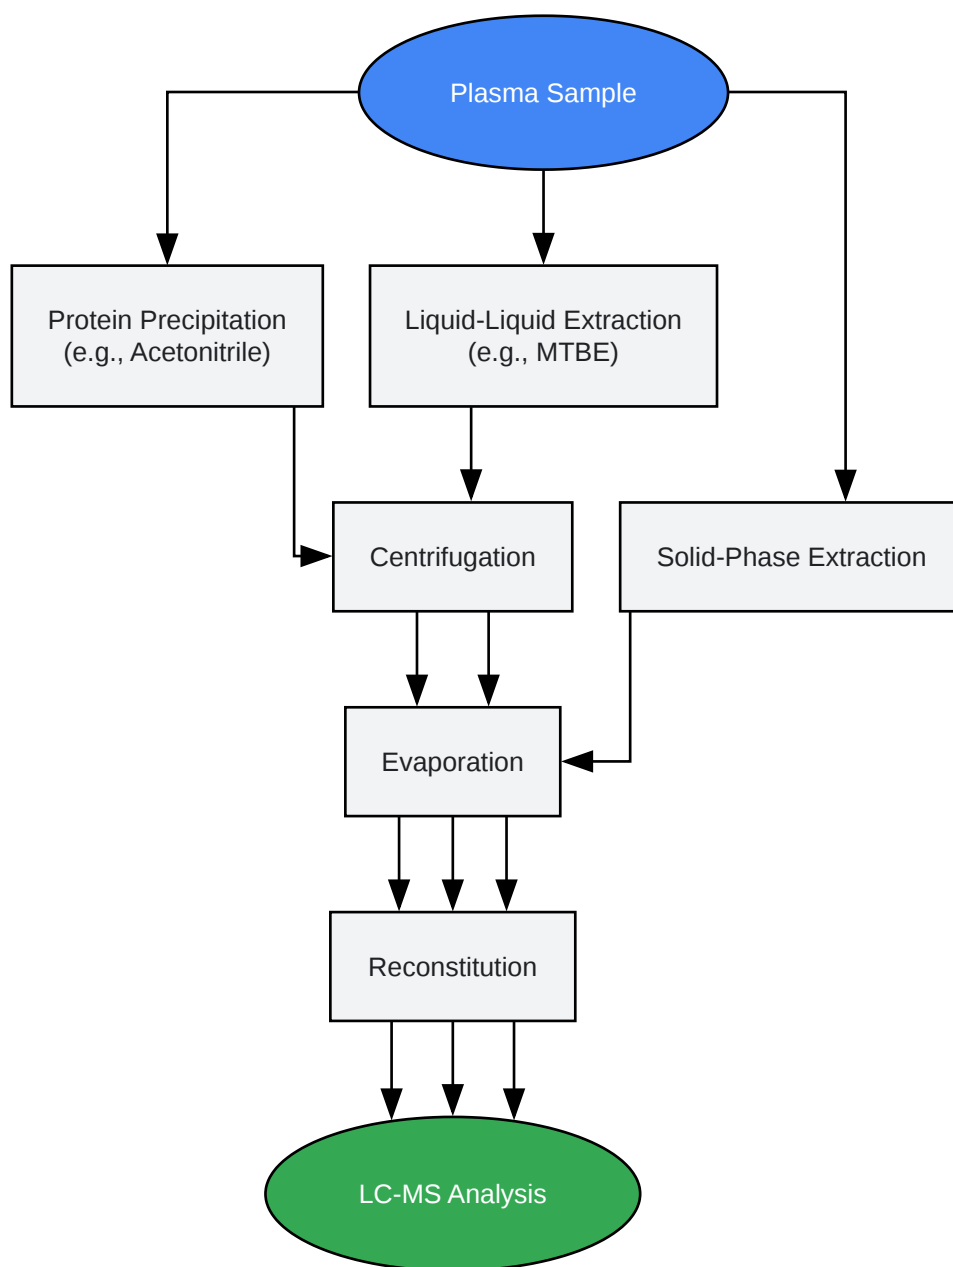 Plasma Sample
Protein Precipitation
(e.g., Acetonitrile)
Liquid-Liquid Extraction
(e.g., MTBE)
Centrifugation
Solid-Phase Extraction
Evaporation
Reconstitution
LC-MS Analysis